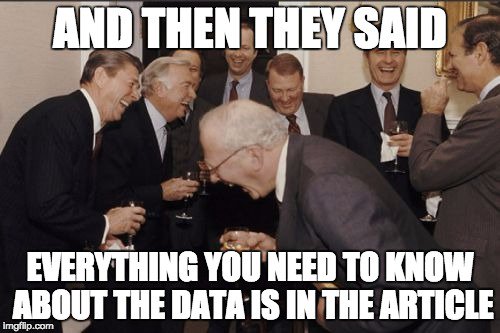 AND THEN THEY SAID
EVERYTHING YOU NEED TO KNOW
ABOUT THE DATA IS IN THE ARTICLE
imgflip.com